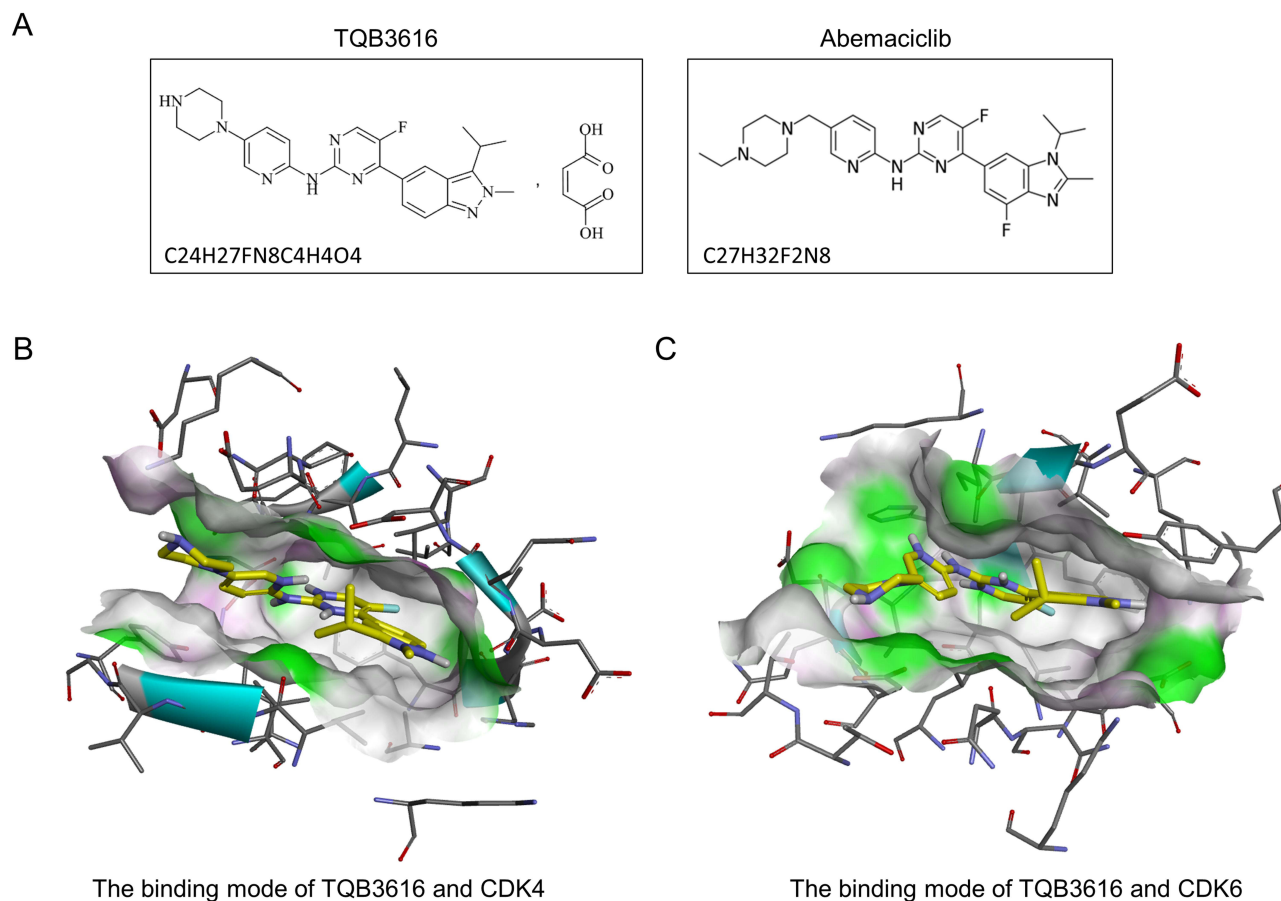 A
TQB3616
Abemaciclib
HN
N
N
N
H
N
N
F
N
N
,
OH
O
O
OH
C24H27FN8C4H4O4
N
N
N
N
H
N
N
F
N
N
F
C27H32F2N8
B
C
The binding mode of TQB3616 and CDK4
The binding mode of TQB3616 and CDK6